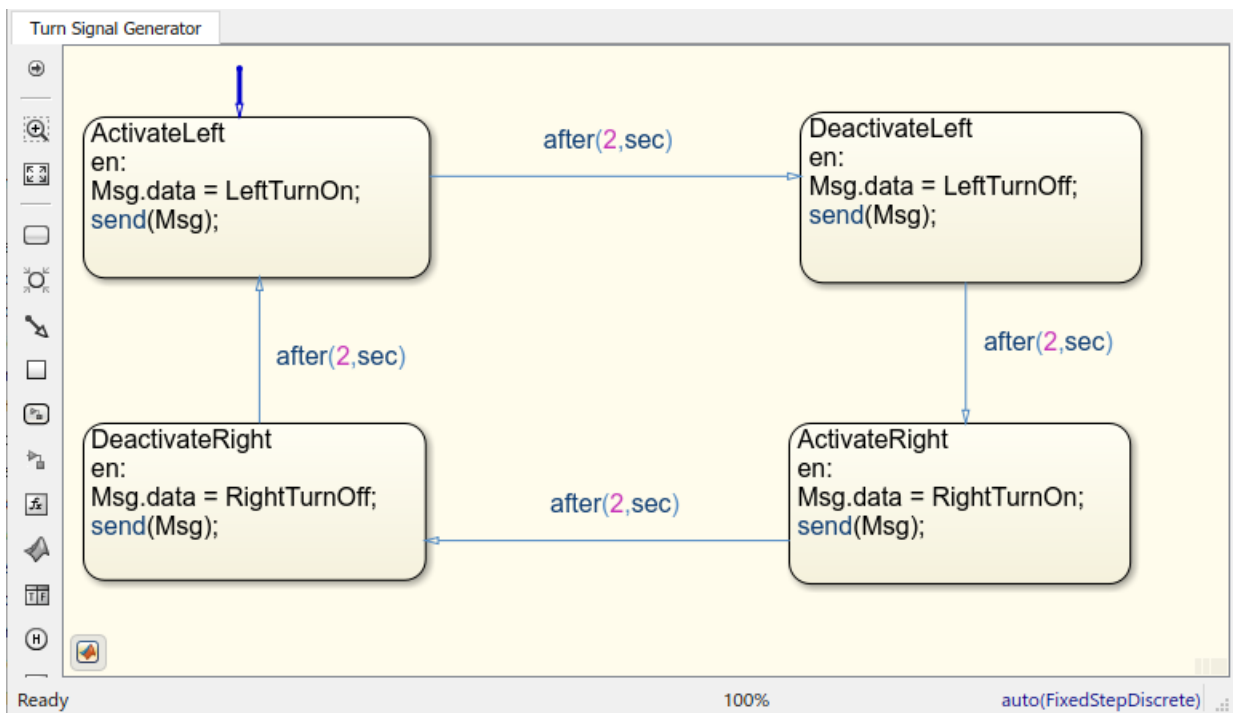 Turn Signal Generator
ActivateLeft
en:
Msg.data = LeftTurnOn;
send(Msg);
after(2,sec)
DeactivateLeft
en:
Msg.data = LeftTurnOff;
send(Msg);
after(2,sec)
after(2,sec)
DeactivateRight
en:
Msg.data = RightTurnOff;
send(Msg);
after(2,sec)
ActivateRight
en:
Msg.data = RightTurnOn;
send(Msg);
fx
T F
H
Ready
100%
auto(FixedStepDiscrete)